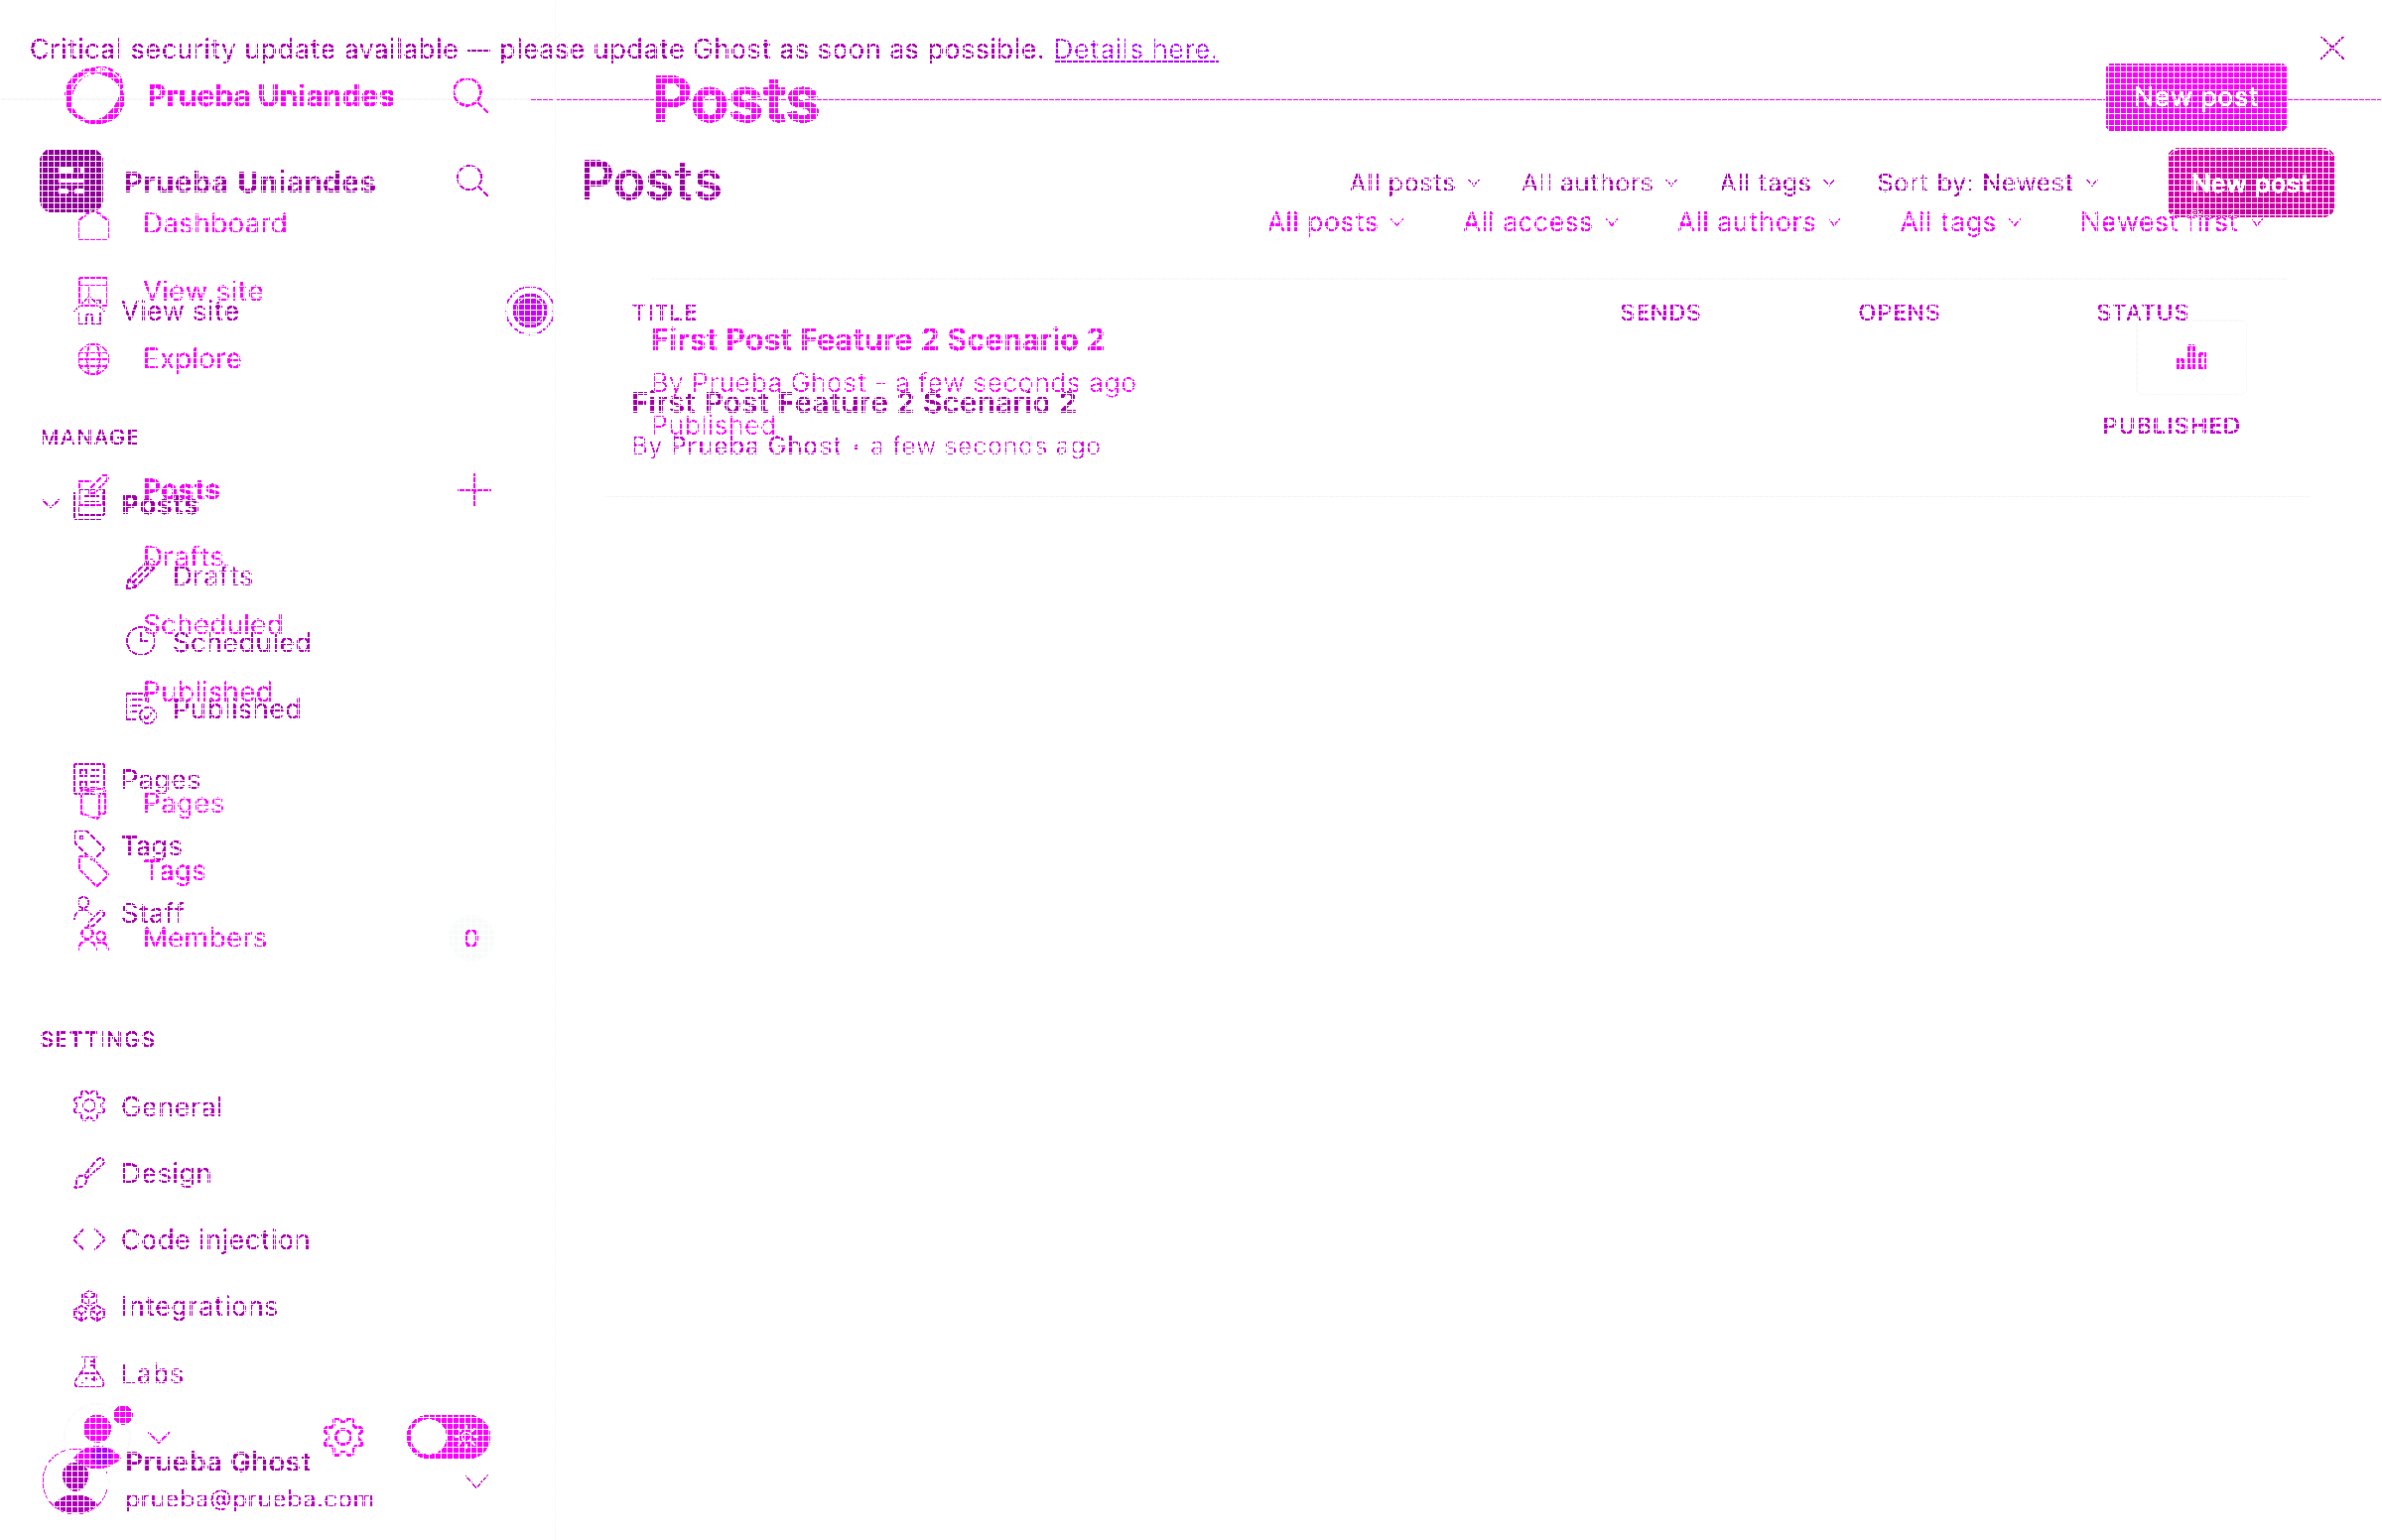 Critical security update available — please update Ghost as soon as possible. Details here.
Prueba Uniandes
Posts
New post
Prueba Uniandes
Posts
All posts
All authors
All tags
Sort by: Newest
New post
Dashboard
All posts
All access
All authors
All tags
Newest first
View site
View site
TITLE
SENDS
OPENS
STATUS
First Post Feature 2 Scenario 2
Explore
By Prueba Ghost - a few seconds ago
First Post Feature 2 Scenario 2
Published
PUBLISHED
MANAGE
By Prueba Ghost • a few seconds ago
Posts
Posts
Drafts
Drafts
Scheduled
Scheduled
Published
Published
Pages
Pages
Tags
Tags
Staff
Members
0
SETTINGS
General
Design
Code injection
Integrations
Labs
Prueba Ghost
prueba@prueba.com